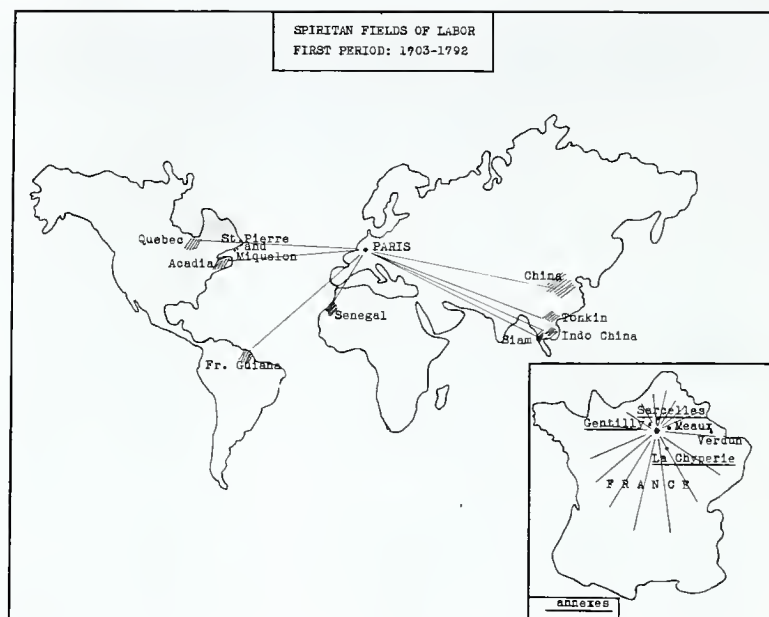 SPIRITAN FIELDS OF LABOR
FIRST PERIOD: 1703-1792
Quebec
St.Pierre
and
Miquelon
Acadia
PARIS
China
Senegal
Tonkin
Siam
Indo China
Fr. Guiana
Sarcelles
Gentilly
Meaux
Verdun
La Chyperie
FRANCE
annexes